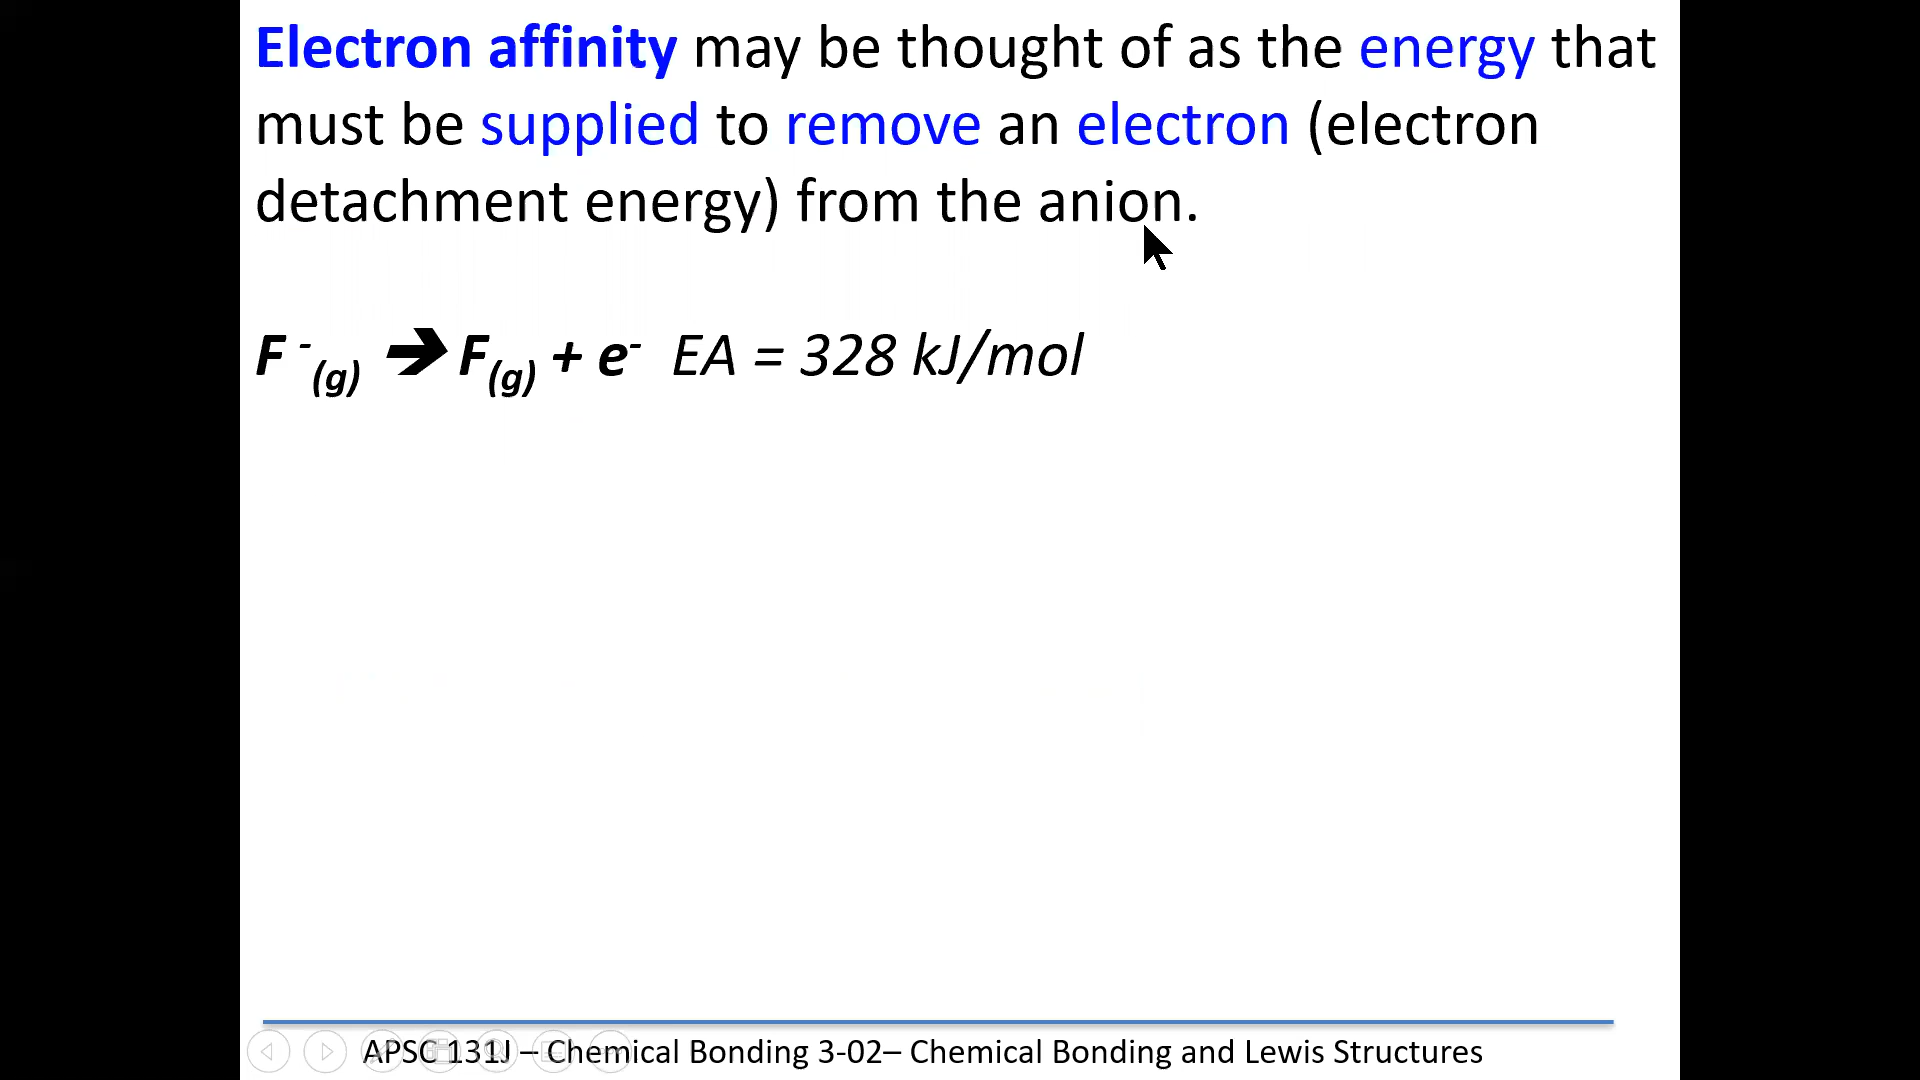 Electron affinity may be thought of as the energy that
must be supplied to remove an electron (electron
detachment energy) from the anion.
F -(g) ➔ F(g) + e- EA = 328 kJ/mol
APSC 131J – Chemical Bonding 3-02– Chemical Bonding and Lewis Structures